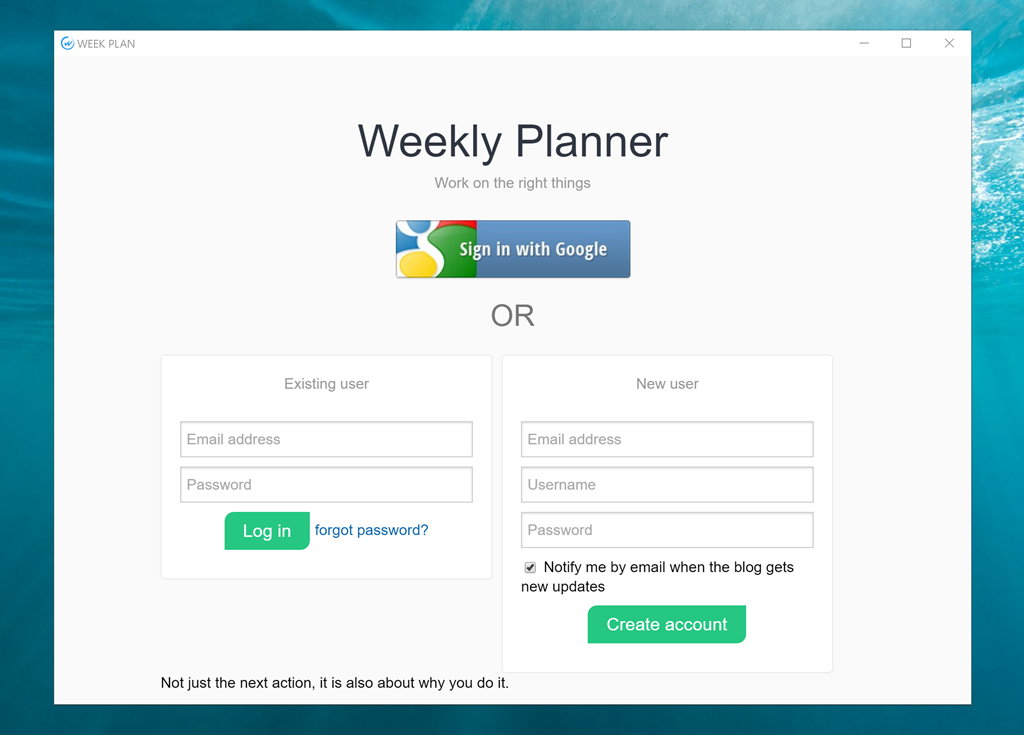 WEEK PLAN
Weekly Planner
Work on the right things
Sign in with Google
OR
Existing user
Email address
Password
Log in forgot password?
New user
Email address
Username
Password
Notify me by email when the blog gets
new updates
Create account
Not just the next action, it is also about why you do it.